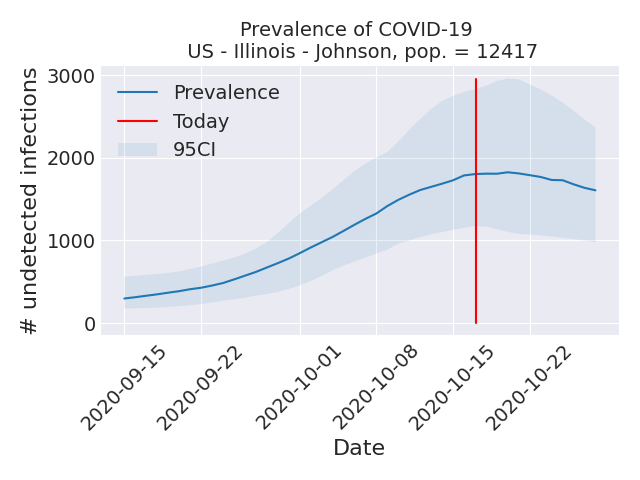 Prevalence of COVID-19
US - Illinois - Johnson, pop. = 12417
# undetected infections
3000
2000
1000
0
Prevalence
Today
95CI
2020-09-15
2020-09-22
2020-10-01
2020-10-08
2020-10-15
2020-10-22
Date